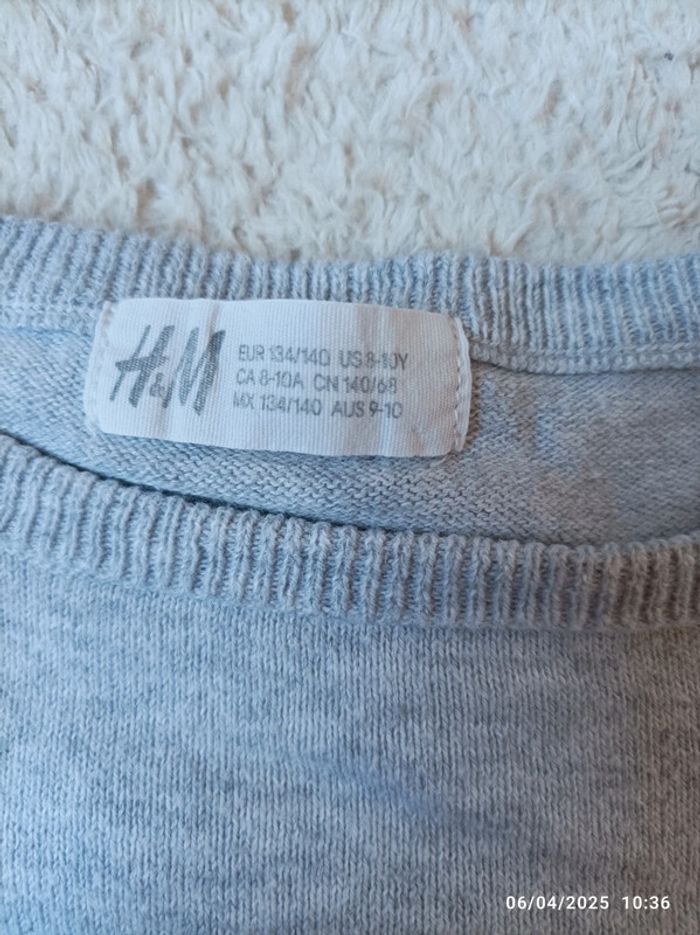 H&M
EUR 134/140 US 8-10Y
CA 8-10A CN 140/68
MX 134/140 AUS 9-10
06/04/2025 10:36